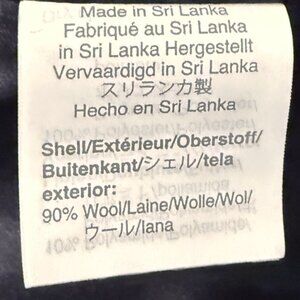 Made in Sri Lanka
Fabriqué au Sri Lanka
in Sri Lanka Hergestellt
Vervaardigd in Sri Lanka
スリランカ製
Hecho en Sri Lanka
Shell/Extérieur/Oberstoff/
Buitenkant/シェル/tela
exterior:
90% Wool/Laine/Wolle/Wol/
ウール/lana